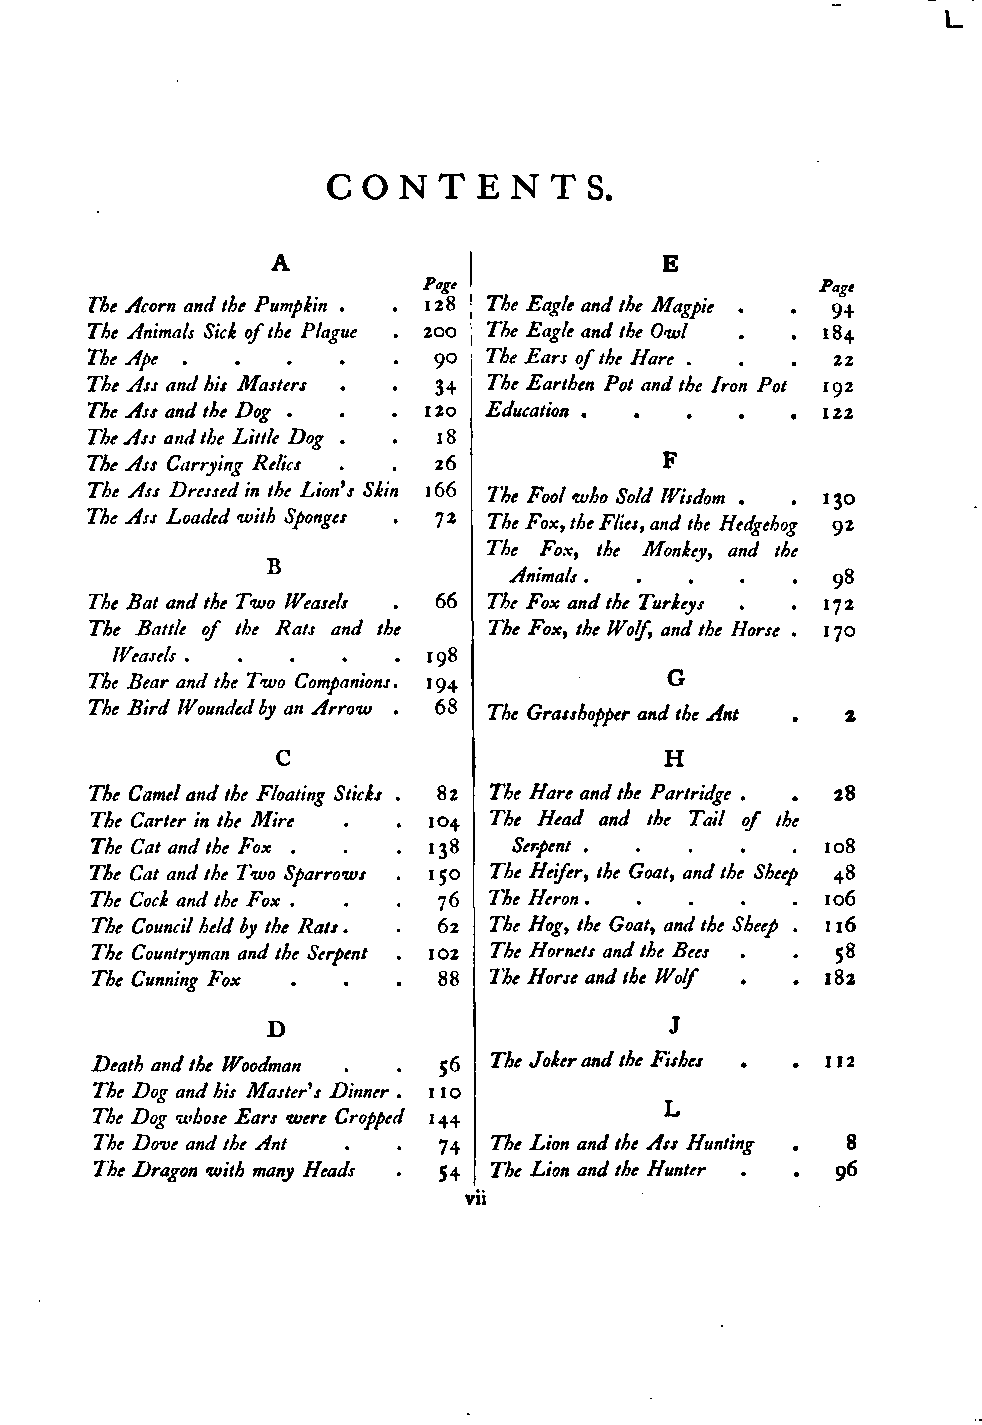 L
CONTENTS.
A
Page
The Acorn and the Pumpkin . . 128
The Animals Sick of the Plague . 200
The Ape . . . . . 90
The Ass and his Masters . . 34
The Ass and the Dog . . . 120
The Ass and the Little Dog . . 18
The Ass Carrying Relics . . 26
The Ass Dressed in the Lion's Skin 166
The Ass Loaded with Sponges . 72
B
The Bat and the Two Weasels . 66
The Battle of the Rats and the
Weasels . . . . . 198
The Bear and the Two Companions. 194
The Bird Wounded by an Arrow . 68
C
The Camel and the Floating Sticks . 82
The Carter in the Mire . . 104
The Cat and the Fox . . . 138
The Cat and the Two Sparrows . 150
The Cock and the Fox . . . 76
The Council held by the Rats . . 62
The Countryman and the Serpent . 102
The Cunning Fox . . . 88
D
Death and the Woodman . . 56
The Dog and his Master's Dinner . 110
The Dog whose Ears were Cropped 144
The Dove and the Ant . . 74
The Dragon with many Heads . 54
E
Page
The Eagle and the Magpie . . 94
The Eagle and the Owl . . 184
The Ears of the Hare . . . 22
The Earthen Pot and the Iron Pot 192
Education . . . . . 122
F
The Fool who Sold Wisdom . . 130
The Fox, the Flies, and the Hedgehog 92
The Fox, the Monkey, and the
Animals . . . . . 98
The Fox and the Turkeys . . 172
The Fox, the Wolf, and the Horse . 170
G
The Grasshopper and the Ant . 2
H
The Hare and the Partridge . . 28
The Head and the Tail of the
Serpent . . . . . 108
The Heifer, the Goat, and the Sheep 48
The Heron . . . . . 106
The Hog, the Goat, and the Sheep . 116
The Hornets and the Bees . . 58
The Horse and the Wolf . . 182
J
The Joker and the Fishes . . 112
L
The Lion and the Ass Hunting . 8
The Lion and the Hunter . . 96
vii